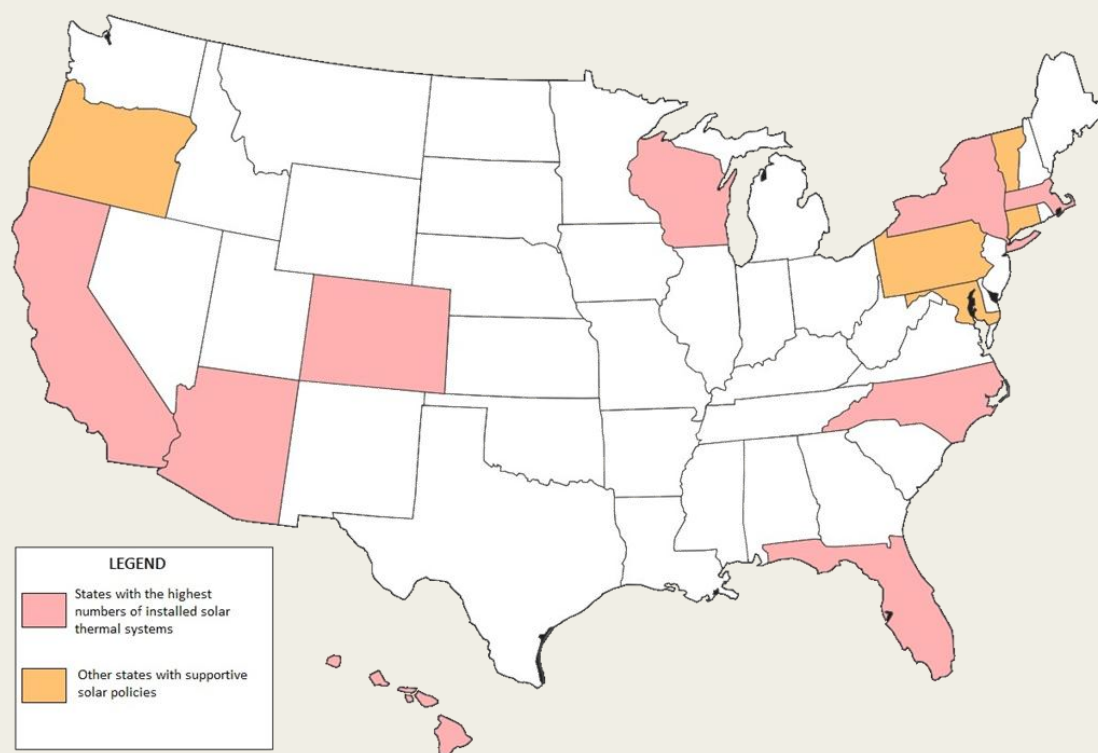 LEGEND
States with the highest
numbers of installed solar
thermal systems
Other states with supportive
solar policies